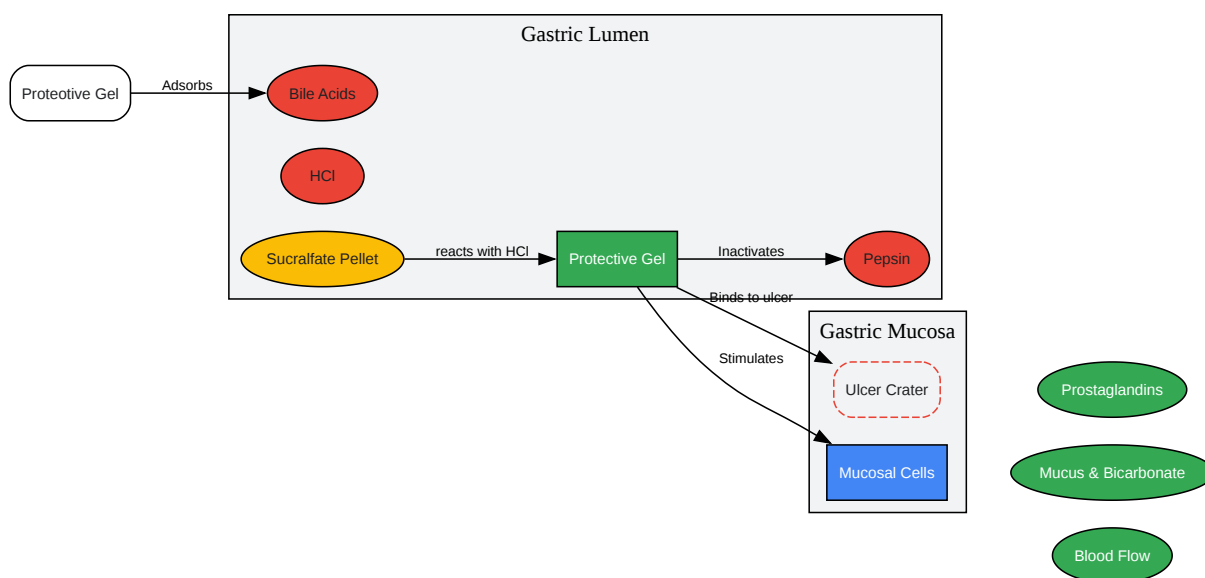 Gastric Lumen
Proteotive Gel
Adsorbs
Bile Acids
HCl
Sucralfate Pellet
reacts with HCl
Protective Gel
Inactivates
Pepsin
Binds to ulcer
Gastric Mucosa
Stimulates
Ulcer Crater
Prostaglandins
Mucosal Cells
Mucus & Bicarbonate
Blood Flow